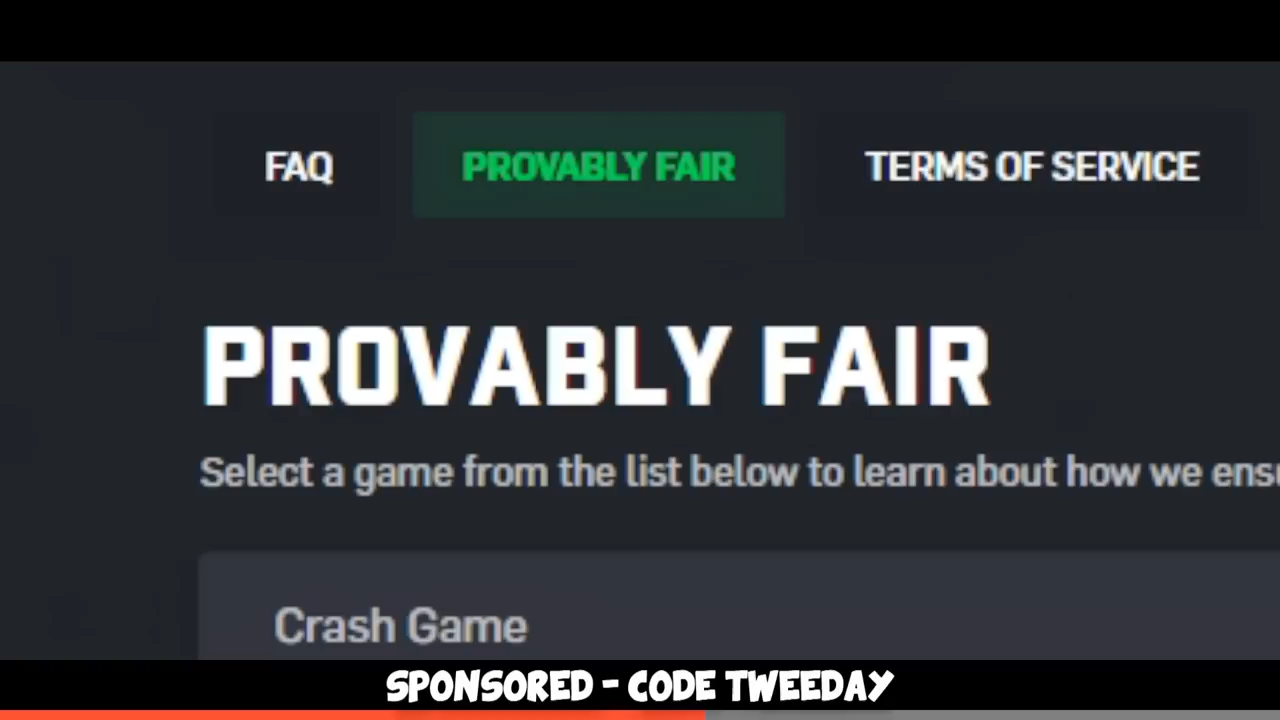 FAQ PROVABLY FAIR TERMS OF SERVICE
PROVABLY FAIR
Select a game from the list below to learn about how we
Crash Game
SPONSORED - CODE TWEEDAY